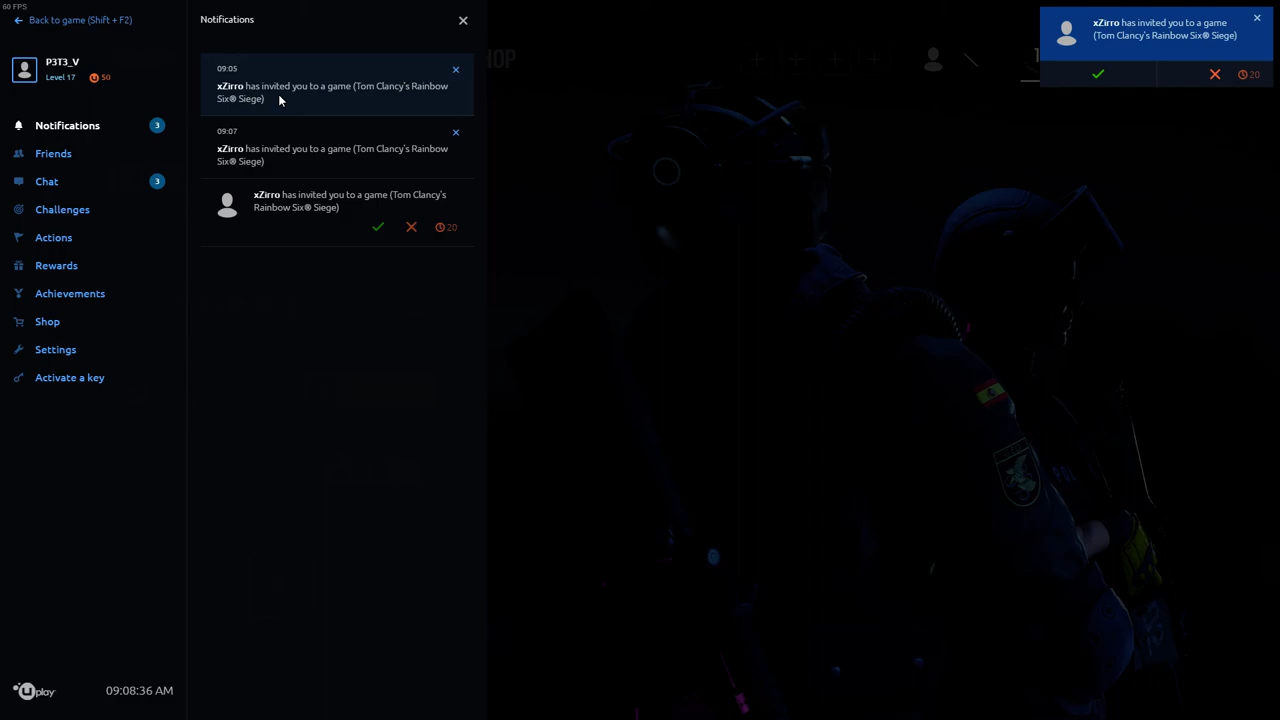 60 FPS
Back to game (Shift + F2)
P3T3_V
Level 17
50
Notifications
3
Friends
Chat
3
Challenges
Actions
Rewards
Achievements
Shop
Settings
Activate a key
uplay
09:08:36 AM
Notifications
09:05
xZirro has invited you to a game (Tom Clancy's Rainbow
Six® Siege)
09:07
xZirro has invited you to a game (Tom Clancy's Rainbow
Six® Siege)
xZirro has invited you to a game (Tom Clancy's
Rainbow Six® Siege)
20
HOP
xZirro has invited you to a game
(Tom Clancy's Rainbow Six® Siege)
20